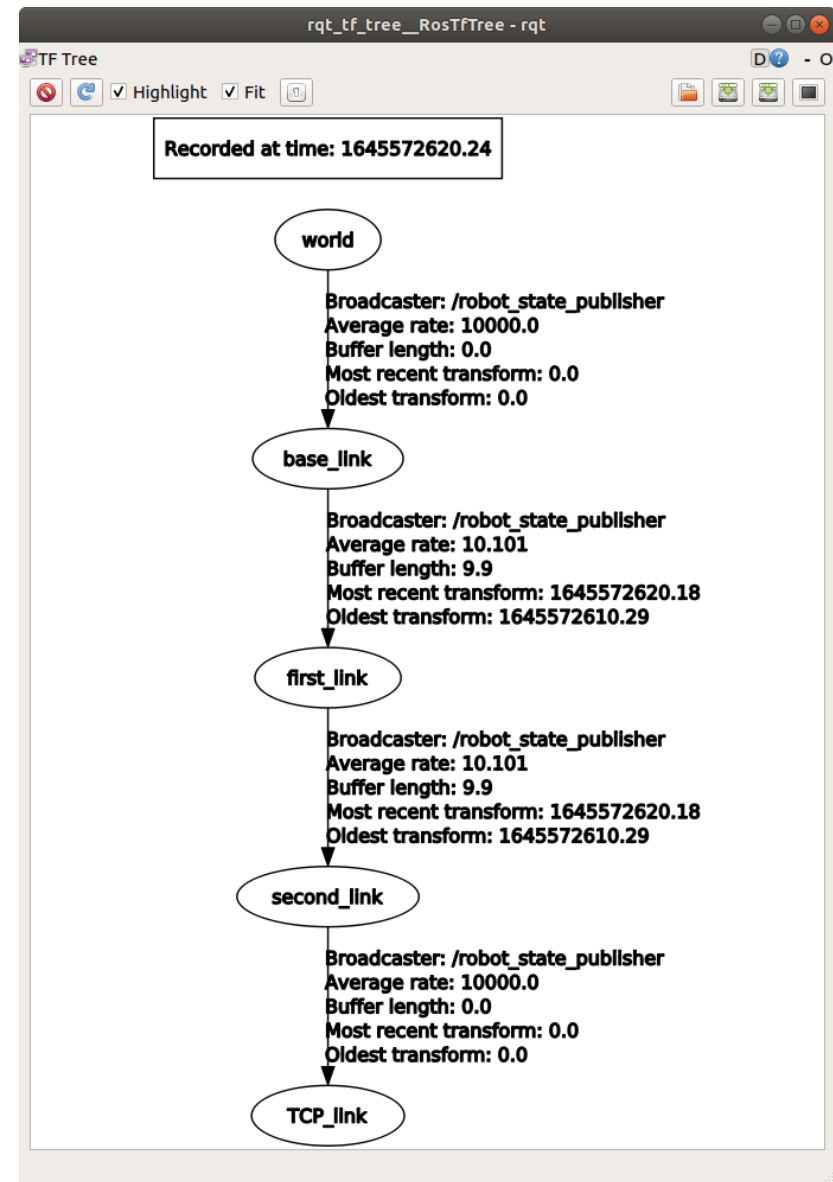 rqt_tf_tree__RosTfTree - rqt
TF Tree
D
- O
Highlight
Fit
Recorded at time: 1645572620.24
world
Broadcaster: /robot_state_publisher
Average rate: 10000.0
Buffer length: 0.0
Most recent transform: 0.0
Oldest transform: 0.0
base_link
Broadcaster: /robot_state_publisher
Average rate: 10.101
Buffer length: 9.9
Most recent transform: 1645572620.18
Oldest transform: 1645572610.29
first_link
Broadcaster: /robot_state_publisher
Average rate: 10.101
Buffer length: 9.9
Most recent transform: 1645572620.18
Oldest transform: 1645572610.29
second_link
Broadcaster: /robot_state_publisher
Average rate: 10000.0
Buffer length: 0.0
Most recent transform: 0.0
Oldest transform: 0.0
TCP_link